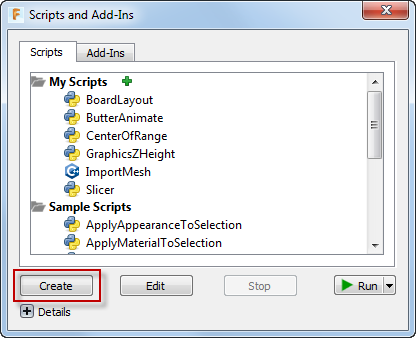 Scripts and Add-Ins
Scripts
Add-Ins
My Scripts
BoardLayout
ButterAnimate
CenterOfRange
GraphicsZHeight
ImportMesh
Slicer
Sample Scripts
ApplyAppearanceToSelection
ApplyMaterialToSelection
Create
Edit
Stop
Run
Details